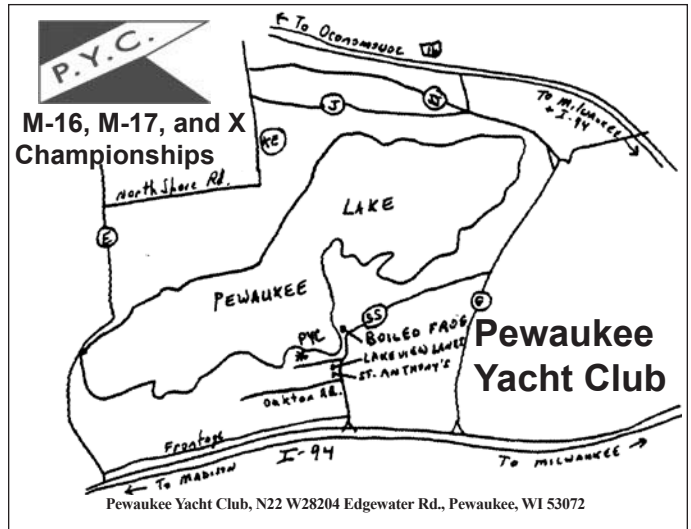 ← To Oconomowoc 16
P.Y.C.
To Milwaukee
+ I-94
M-16, M-17, and X
Championships
J
JJ
KE
North Shore Rd.
LAKE
E
PEWAUKEE
SS
G
BOILED FROG
PYC
LAKEVIEW LANES
ST. ANTHONY'S
Pewaukee
Yacht Club
Oakton Rd.
Frontage
I-94
← TO MADISON
TO MILWAUKEE →
Pewaukee Yacht Club, N22 W28204 Edgewater Rd., Pewaukee, WI 53072